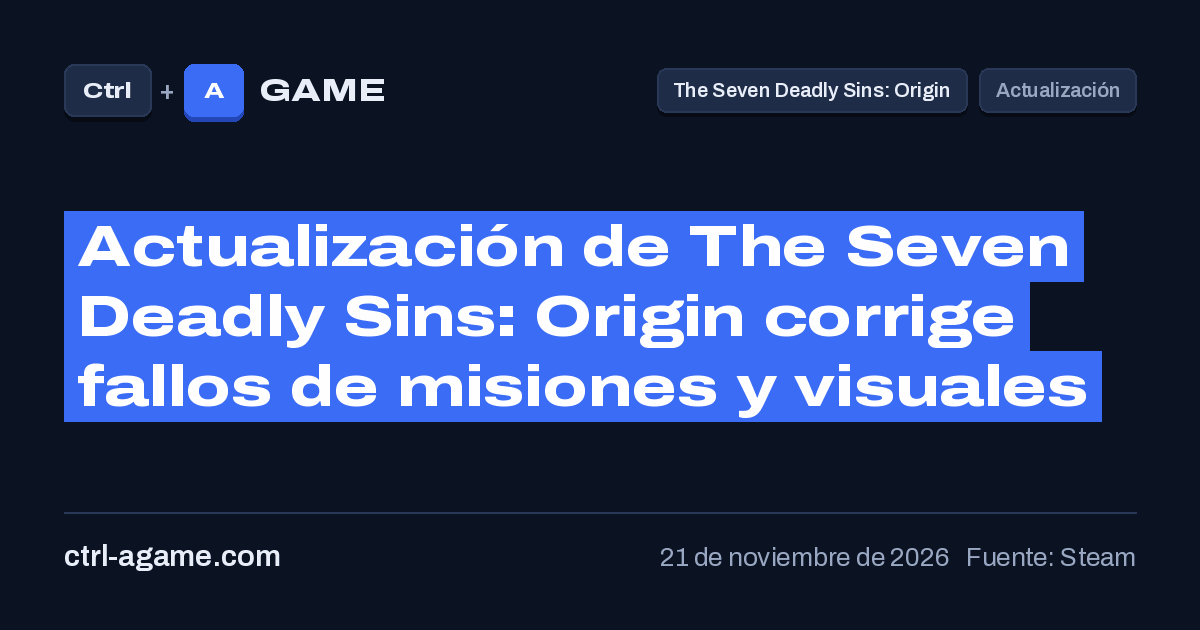 Ctrl + A GAME
The Seven Deadly Sins: Origin
Actualización
Actualización de The Seven
Deadly Sins: Origin corrige
fallos de misiones y visuales
ctrl-agame.com
21 de noviembre de 2026 Fuente: Steam